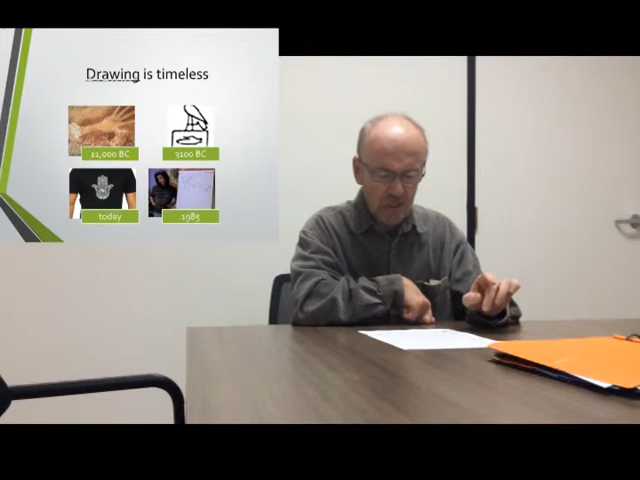 Drawing is timeless
11,000 BC
3100 BC
today
1985